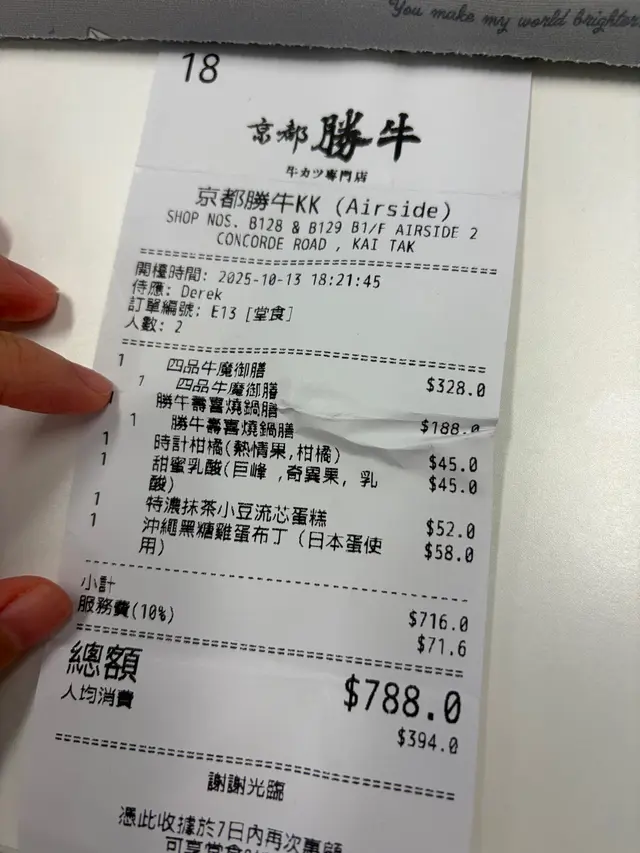 You make my world brighter
18
京都 勝牛
牛カツ専門店
京都勝牛KK (Airside)
SHOP NOS. B128 & B129 B1/F AIRSIDE 2
CONCORDE ROAD , KAI TAK
開檯時間: 2025-10-13 18:21:45
侍應: Derek
訂單編號: E13 [堂食]
人數: 2
1 四品牛魔御膳 $328.0
1 四品牛魔御膳
1 勝牛壽喜燒鍋膳 $188.0
1 勝牛壽喜燒鍋膳
1 時計柑橘(熱情果,柑橘) $45.0
1 甜蜜乳酸(巨峰 ,奇異果, 乳 $45.0
酸)
1 特濃抹茶小豆流芯蛋糕 $52.0
1 沖繩黑糖雞蛋布丁 (日本蛋使 $58.0
用)
小計 $716.0
服務費(10%) $71.6
總額 $788.0
人均消費 $394.0
謝謝光臨
憑此收據於7日內再次惠顧
可享堂食